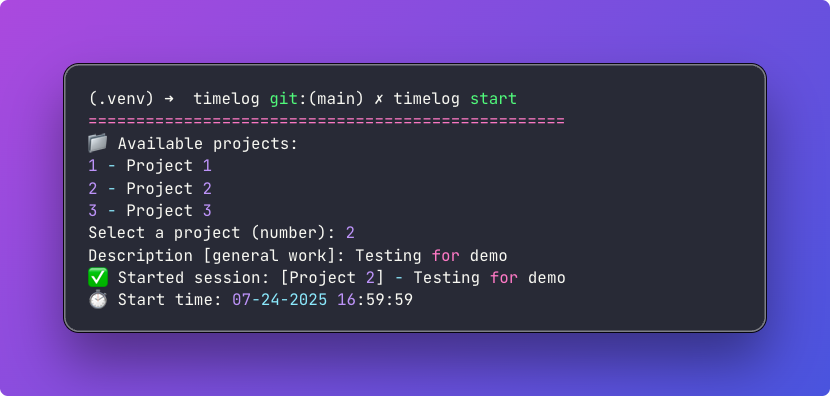 (.venv) ➜  timelog git:(main) ✗ timelog start
==================================================
📁 Available projects:
1 - Project 1
2 - Project 2
3 - Project 3
Select a project (number): 2
Description [general work]: Testing for demo
✅ Started session: [Project 2] - Testing for demo
⏱️ Start time: 07-24-2025 16:59:59